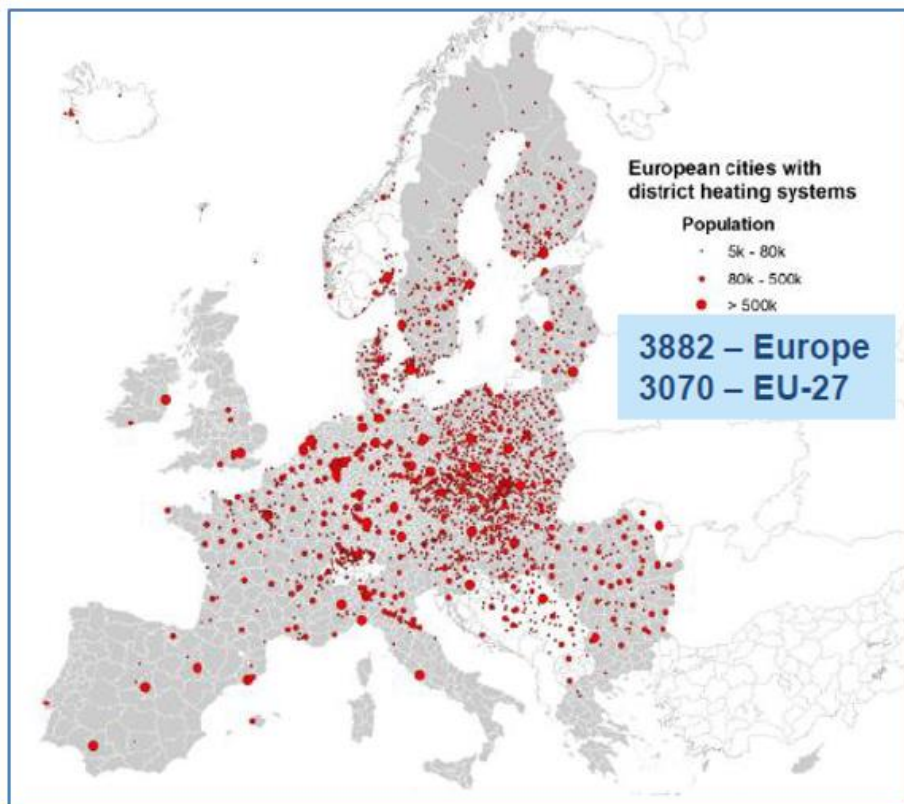 European cities with
district heating systems
Population
5k - 80k
80k - 500k
> 500k
3882 – Europe
3070 – EU-27